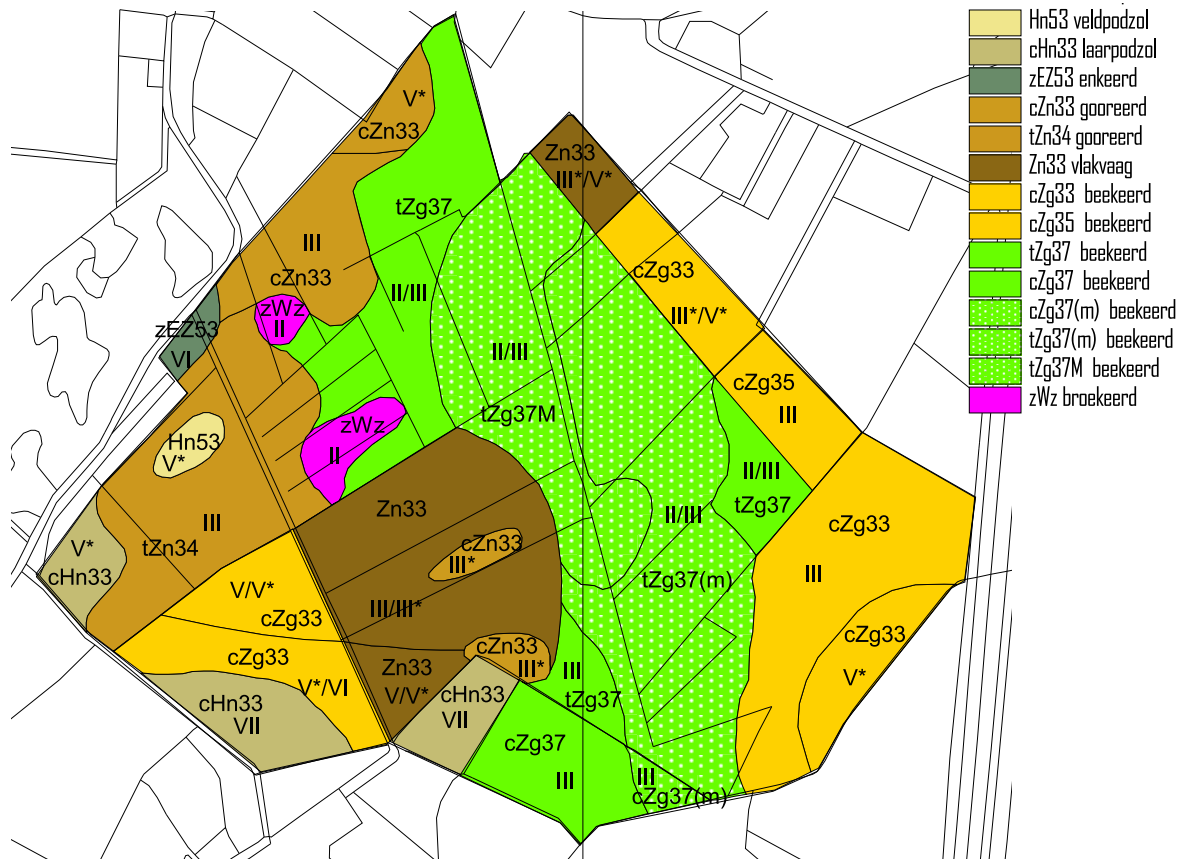 Hn53 veldpodzol
cHn33 laarpodzol
zEZ53 enkeerd
cZn33 gooreerd
tZn34 gooreerd
Zn33 vlakvaag
cZg33 beekeerd
cZg35 beekeerd
tZg37 beekeerd
cZg37 beekeerd
cZg37(m) beekeerd
tZg37(m) beekeerd
tZg37M beekeerd
zWz broekeerd
V*
cZn33
Zn33
III*/V*
tZg37
III
cZn33
cZg33
II/III
zWz
II
III*/V*
zEZ53
VI
II/III
cZg35
III
tZg37M
zWz
II
Hn53
V*
II/III
tZg37
Zn33
II/III
cZg33
III
tZn34
cZn33
III*
V*
cHn33
III
tZg37(m)
V/V*
cZg33
III/III*
cZg33
V*
cZn33
III*
cZg33
V*/VI
Zn33
V/V*
III
tZg37
cHn33
VII
cHn33
VII
cZg37
III
III
cZg37(m)